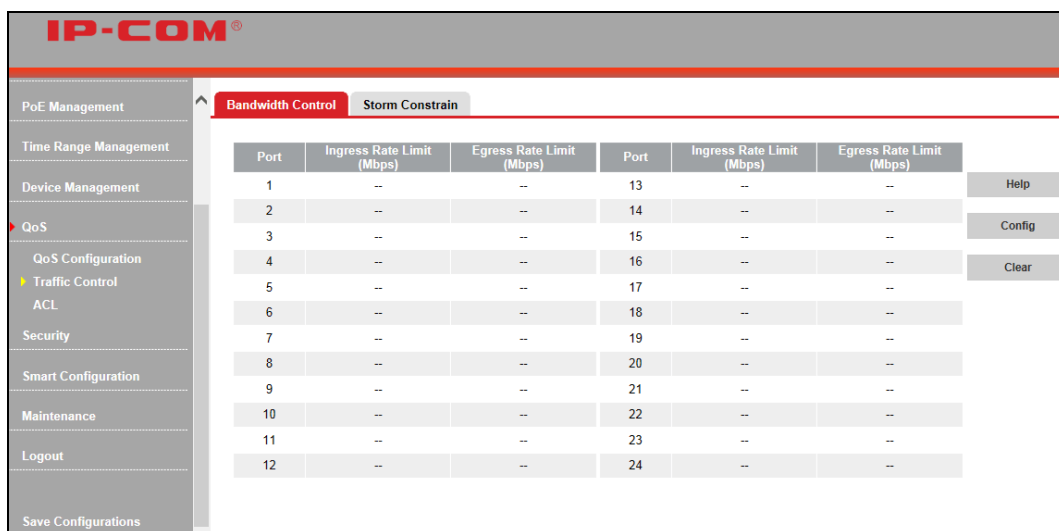 IP-COM®
PoE Management
Time Range Management
Device Management
QoS
QoS Configuration
Traffic Control
ACL
Security
Smart Configuration
Maintenance
Logout
Save Configurations
Bandwidth Control Storm Constrain
Port Ingress Rate Limit (Mbps) Egress Rate Limit (Mbps) Port Ingress Rate Limit (Mbps) Egress Rate Limit (Mbps)
1 -- -- 13 -- --
2 -- -- 14 -- --
3 -- -- 15 -- --
4 -- -- 16 -- --
5 -- -- 17 -- --
6 -- -- 18 -- --
7 -- -- 19 -- --
8 -- -- 20 -- --
9 -- -- 21 -- --
10 -- -- 22 -- --
11 -- -- 23 -- --
12 -- -- 24 -- --
Help
Config
Clear